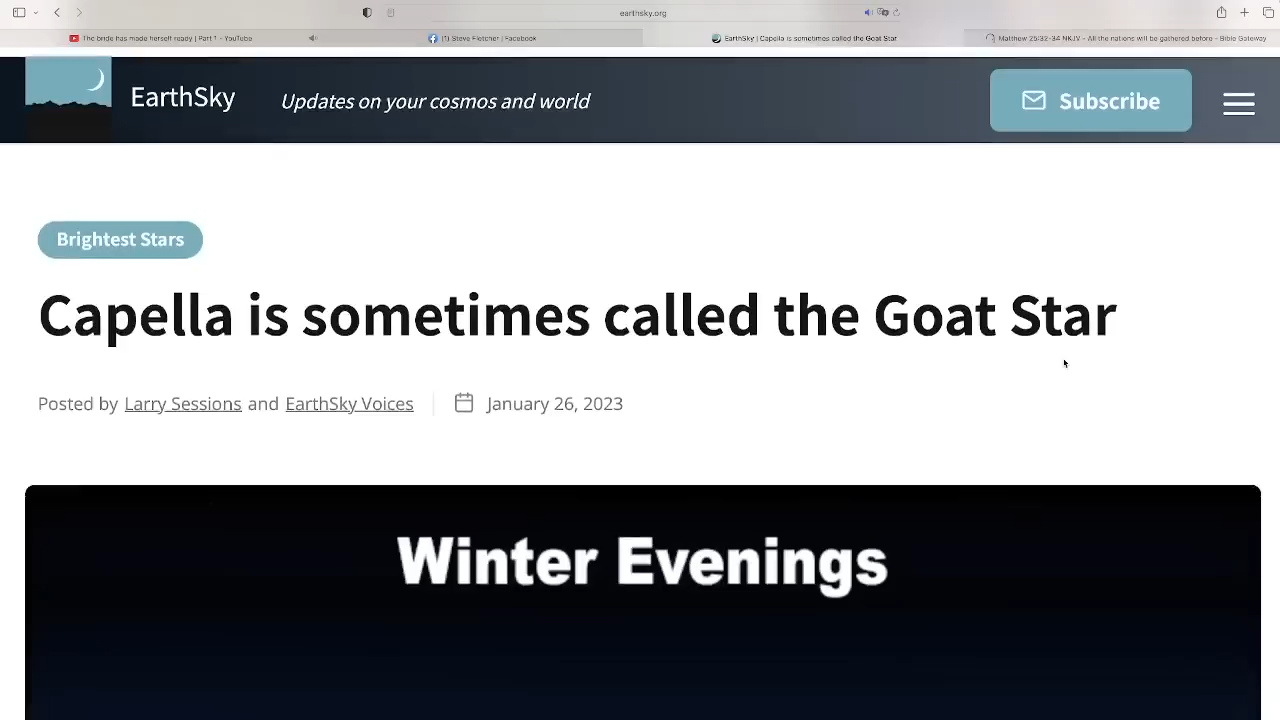 earthsky.org
The bride has made herself ready | Part 1 - YouTube
(1) Steve Fletcher | Facebook
EarthSky | Capella is sometimes called the Goat Star
Matthew 25:32-34 NKJV - All the nations will be gathered before - Bible Gateway
EarthSky
Updates on your cosmos and world
Subscribe
Brightest Stars
Capella is sometimes called the Goat Star
Posted by Larry Sessions and EarthSky Voices
January 26, 2023
Winter Evenings